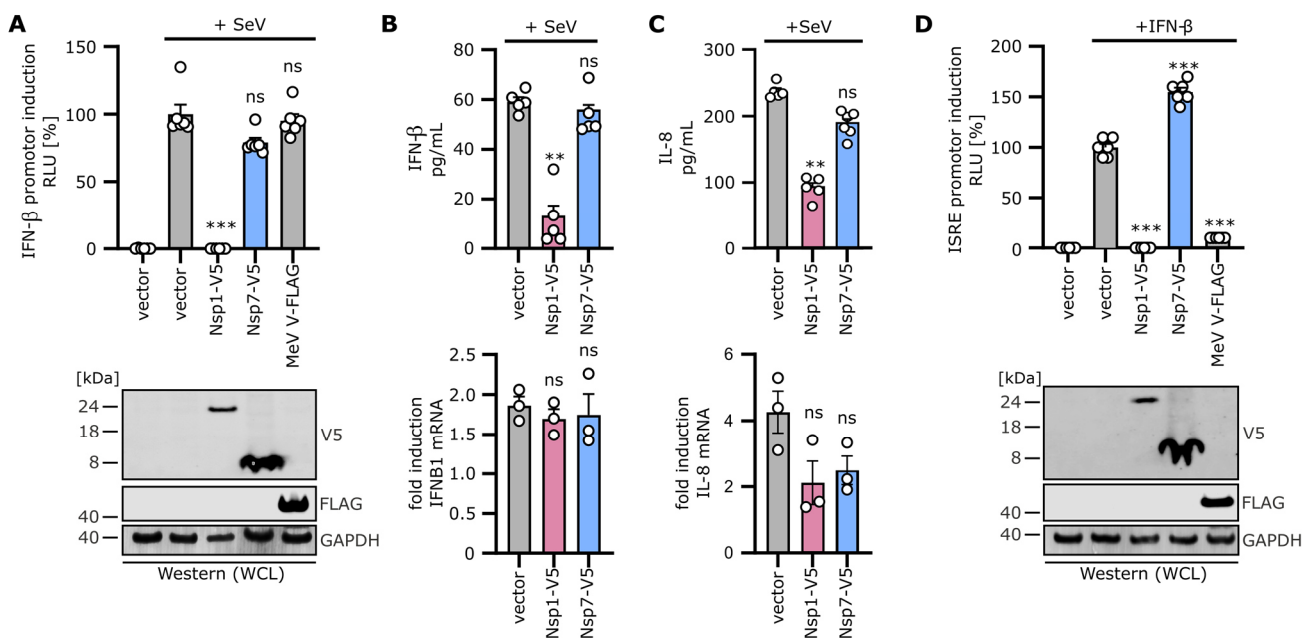 A
+ SeV
IFN-β promotor induction
RLU [%]
150
100
50
0
ns
***
ns
vector
vector
Nsp1-V5
Nsp7-V5
MeV V-FLAG
[kDa]
24
18
8
V5
40
FLAG
40
GAPDH
Western (WCL)
B
+ SeV
IFN-β
pg/mL
80
60
40
20
0
ns
**
vector
Nsp1-V5
Nsp7-V5
fold induction
IFNB1 mRNA
2.5
2.0
1.5
1.0
0.5
0
ns
ns
vector
Nsp1-V5
Nsp7-V5
C
+SeV
IL-8
pg/mL
300
200
100
0
ns
**
vector
Nsp1-V5
Nsp7-V5
fold induction
IL-8 mRNA
6
4
2
0
ns
ns
vector
Nsp1-V5
Nsp7-V5
D
+IFN-β
ISRE promotor induction
RLU [%]
200
150
100
50
0
***
***
***
vector
vector
Nsp1-V5
Nsp7-V5
MeV V-FLAG
[kDa]
24
18
8
V5
40
FLAG
40
GAPDH
Western (WCL)